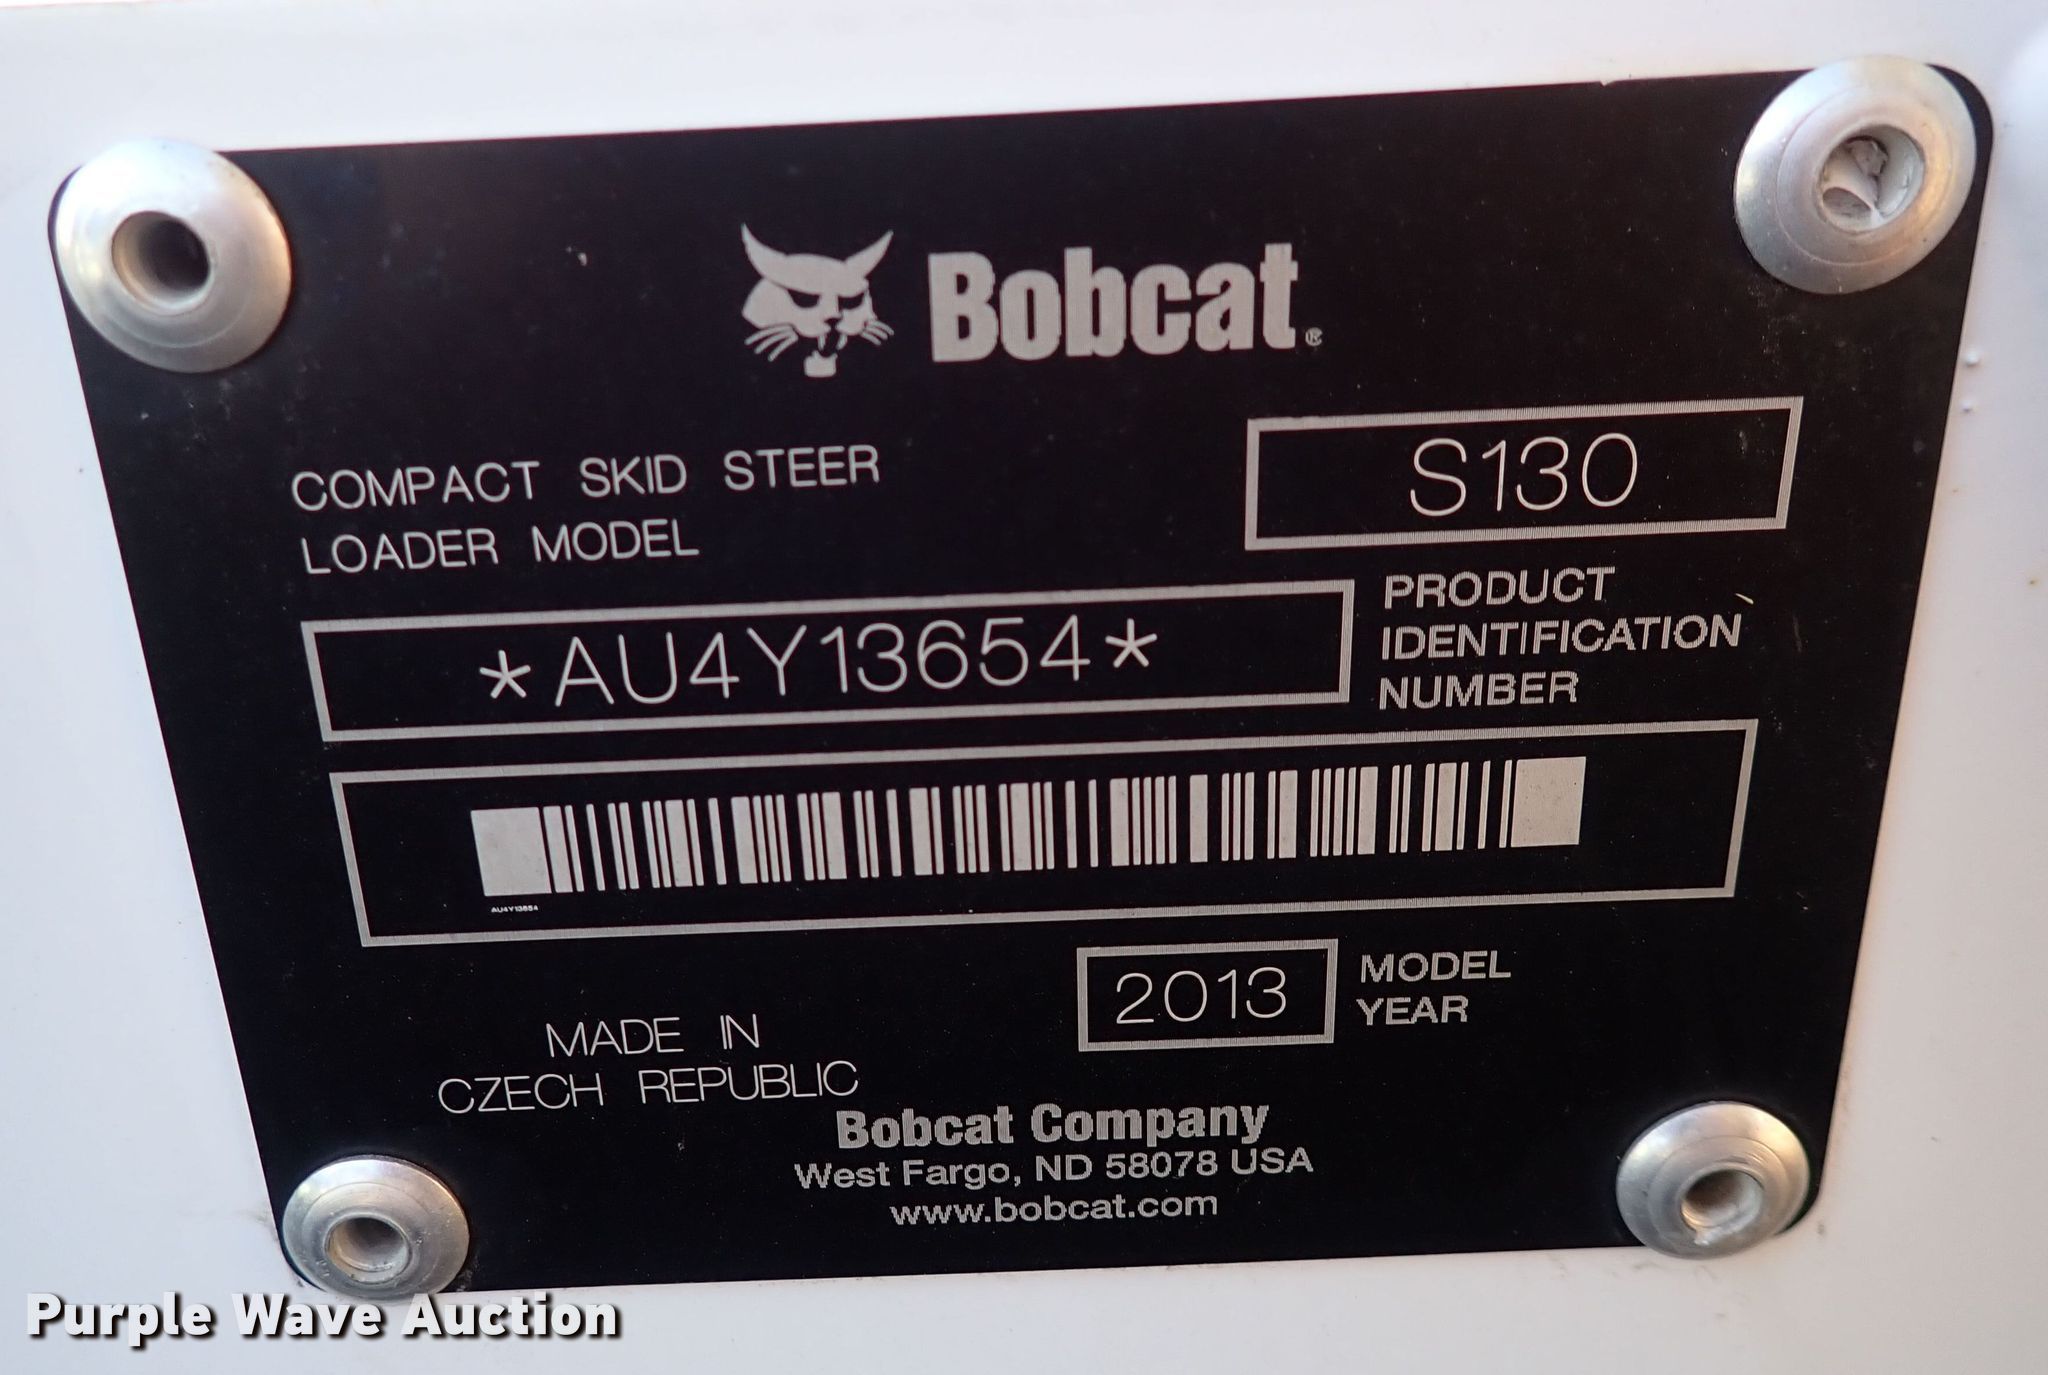 Bobcat®
COMPACT SKID STEER
LOADER MODEL
S130
*AU4Y13654*
PRODUCT
IDENTIFICATION
NUMBER
AU4Y13654
2013
MODEL
YEAR
MADE IN
CZECH REPUBLIC
Bobcat Company
West Fargo, ND 58078 USA
www.bobcat.com
Purple Wave Auction